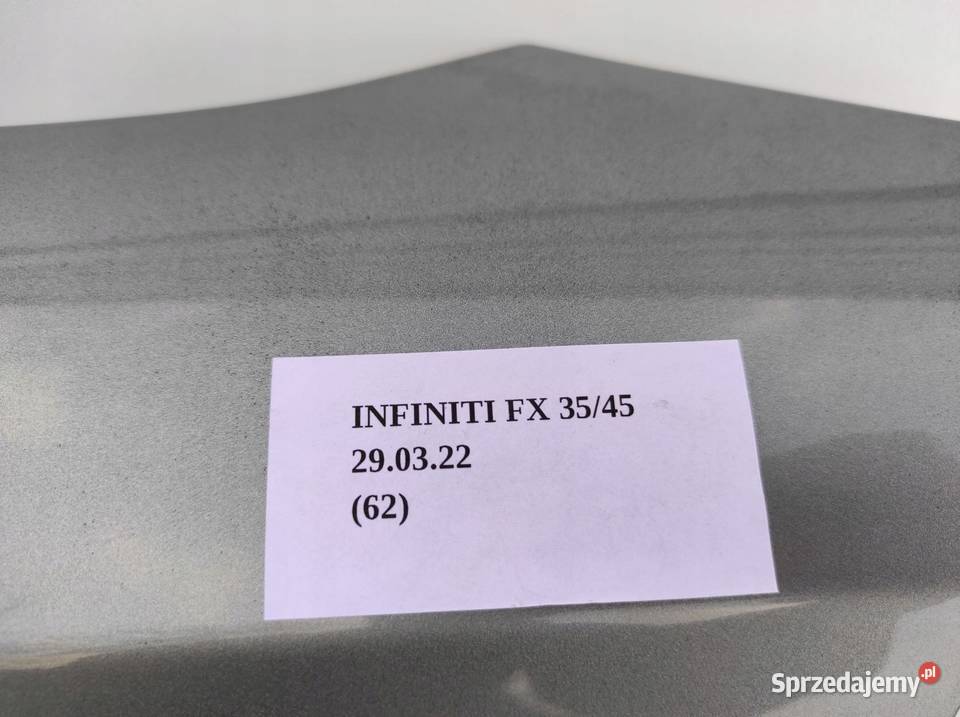 INFINITI FX 35/45
29.03.22
(62)
Sprzedajemy.pl